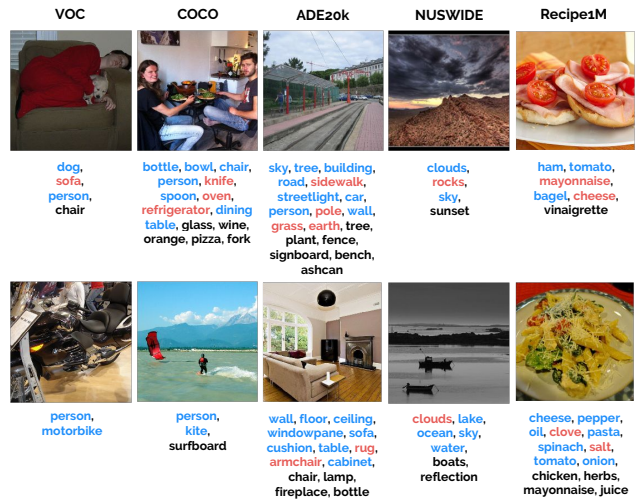 VOC COCO ADE20k NUSWIDE Recipe1M
dog,
sofa,
person,
chair
bottle, bowl, chair,
person, knife,
spoon, oven,
refrigerator, dining
table, glass, wine,
orange, pizza, fork
sky, tree, building,
road, sidewalk,
streetlight, car,
person, pole, wall,
grass, earth, tree,
plant, fence,
signboard, bench,
ashcan
clouds,
rocks,
sky,
sunset
ham, tomato,
mayonnaise,
bagel, cheese,
vinaigrette
person,
motorbike
person,
kite,
surfboard
wall, floor, ceiling,
windowpane, sofa,
cushion, table, rug,
armchair, cabinet,
chair, lamp,
fireplace, bottle
clouds, lake,
ocean, sky,
water,
boats,
reflection
cheese, pepper,
oil, clove, pasta,
spinach, salt,
tomato, onion,
chicken, herbs,
mayonnaise, juice